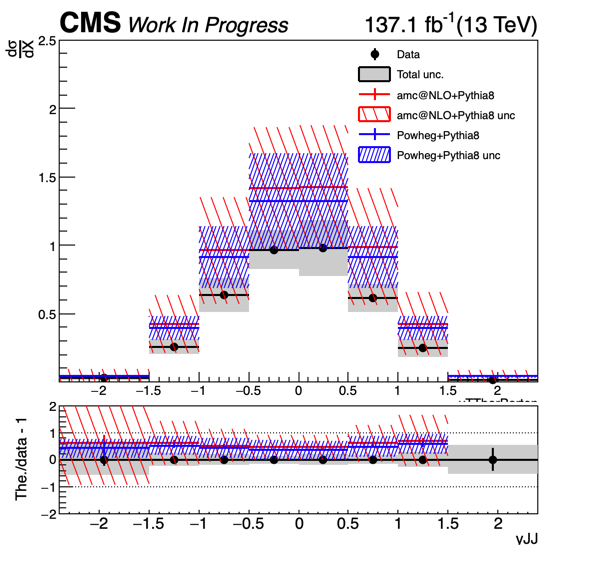 CMS Work In Progress 137.1 fb⁻¹(13 TeV)
dσ
dX
Data
Total unc.
amc@NLO+Pythia8
amc@NLO+Pythia8 unc
Powheg+Pythia8
Powheg+Pythia8 unc
2.5
2
1.5
1
0.5
−2 −1.5 −1 −0.5 0 0.5 1 1.5 2
The./data - 1
2
1
0
−1
−2
−2 −1.5 −1 −0.5 0 0.5 1 1.5 2
yJJ